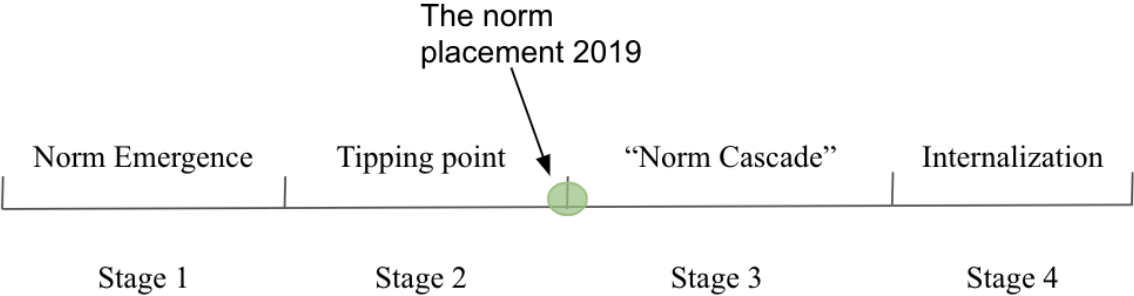 The norm
placement 2019
Norm Emergence Tipping point “Norm Cascade” Internalization
Stage 1 Stage 2 Stage 3 Stage 4